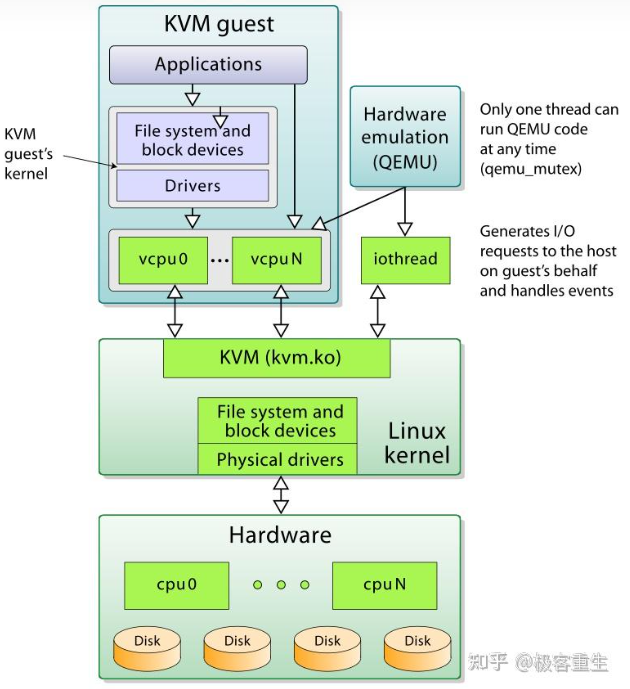 KVM guest
Applications
KVM
guest's
kernel
File system and
block devices
Drivers
Hardware
emulation
(QEMU)
Only one thread can
run QEMU code
at any time
(qemu_mutex)
vcpu0 ... vcpuN
iothread
Generates I/O
requests to the host
on guest's behalf
and handles events
KVM (kvm.ko)
File system and
block devices
Physical drivers
Linux
kernel
Hardware
cpu0
cpuN
Disk
Disk
Disk
Disk
知乎 @极客重生